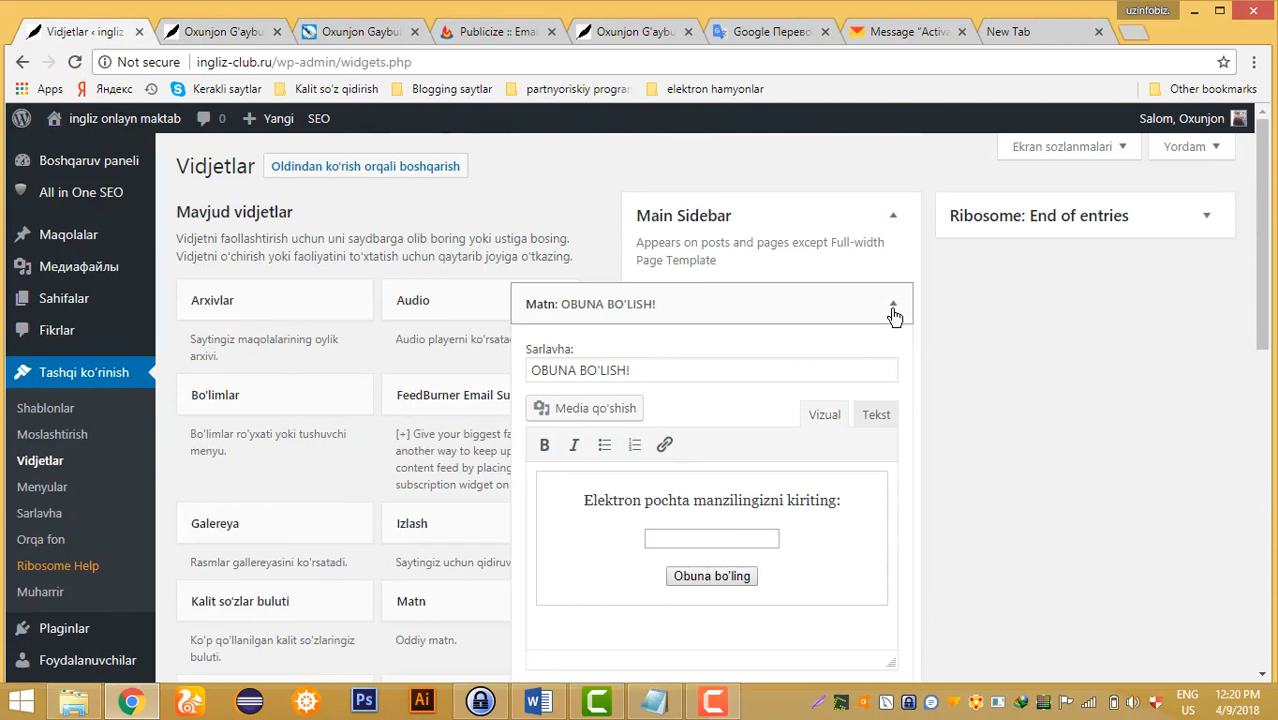 uzinfobiz.
Vidjetlar ‹ ingliz
Oxunjon G'aybu
Oxunjon Gaybul
Publicize :: Ema
Oxunjon G'aybu
Google Перево
Message “Activa
New Tab
Not secure
ingliz-club.ru/wp-admin/widgets.php
Apps
Яндекс
Kerakli saytlar
Kalit so'z qidirish
Blogging saytlar
partnyoriskiy progran
elektron hamyonlar
Other bookmarks
ingliz onlayn maktab
0
Yangi
SEO
Salom, Oxunjon
Boshqaruv paneli
All in One SEO
Maqolalar
Медиафайлы
Sahifalar
Fikrlar
Tashqi ko‘rinish
Shablonlar
Moslashtirish
Vidjetlar
Menyular
Sarlavha
Orqa fon
Ribosome Help
Muharrir
Plaginlar
Foydalanuvchilar
Ekran sozlanmalari
Yordam
Vidjetlar
Oldindan ko‘rish orqali boshqarish
Mavjud vidjetlar
Vidjetni faollashtirish uchun uni saydbarga olib boring yoki ustiga bosing.
Vidjetni o‘chirish yoki faoliyatini to‘xtatish uchun qaytarib joyiga o‘tkazing.
Arxivlar
Saytingiz maqolalarining oylik
arxivi.
Audio
Audio playerni ko‘rsata
Bo'limlar
Bo'limlar ro'yxati yoki tushuvchi
menyu.
FeedBurner Email Su
[+] Give your biggest fa
another way to keep up
content feed by placing
subscription widget on
Galereya
Rasmlar gallereyasini ko‘rsatadi.
Izlash
Saytingiz uchun qidiruv
Kalit so‘zlar buluti
Ko‘p qo‘llanilgan kalit so‘zlaringiz
buluti.
Matn
Oddiy matn.
Main Sidebar
Appears on posts and pages except Full-width
Page Template
Matn: OBUNA BO'LISH!
Sarlavha:
OBUNA BO'LISH!
Media qo‘shish
Vizual
Tekst
B
I
Elektron pochta manzilingizni kiriting:
Obuna bo'ling
Ribosome: End of entries
Ps
Ai
ENG
US
12:20 PM
4/9/2018